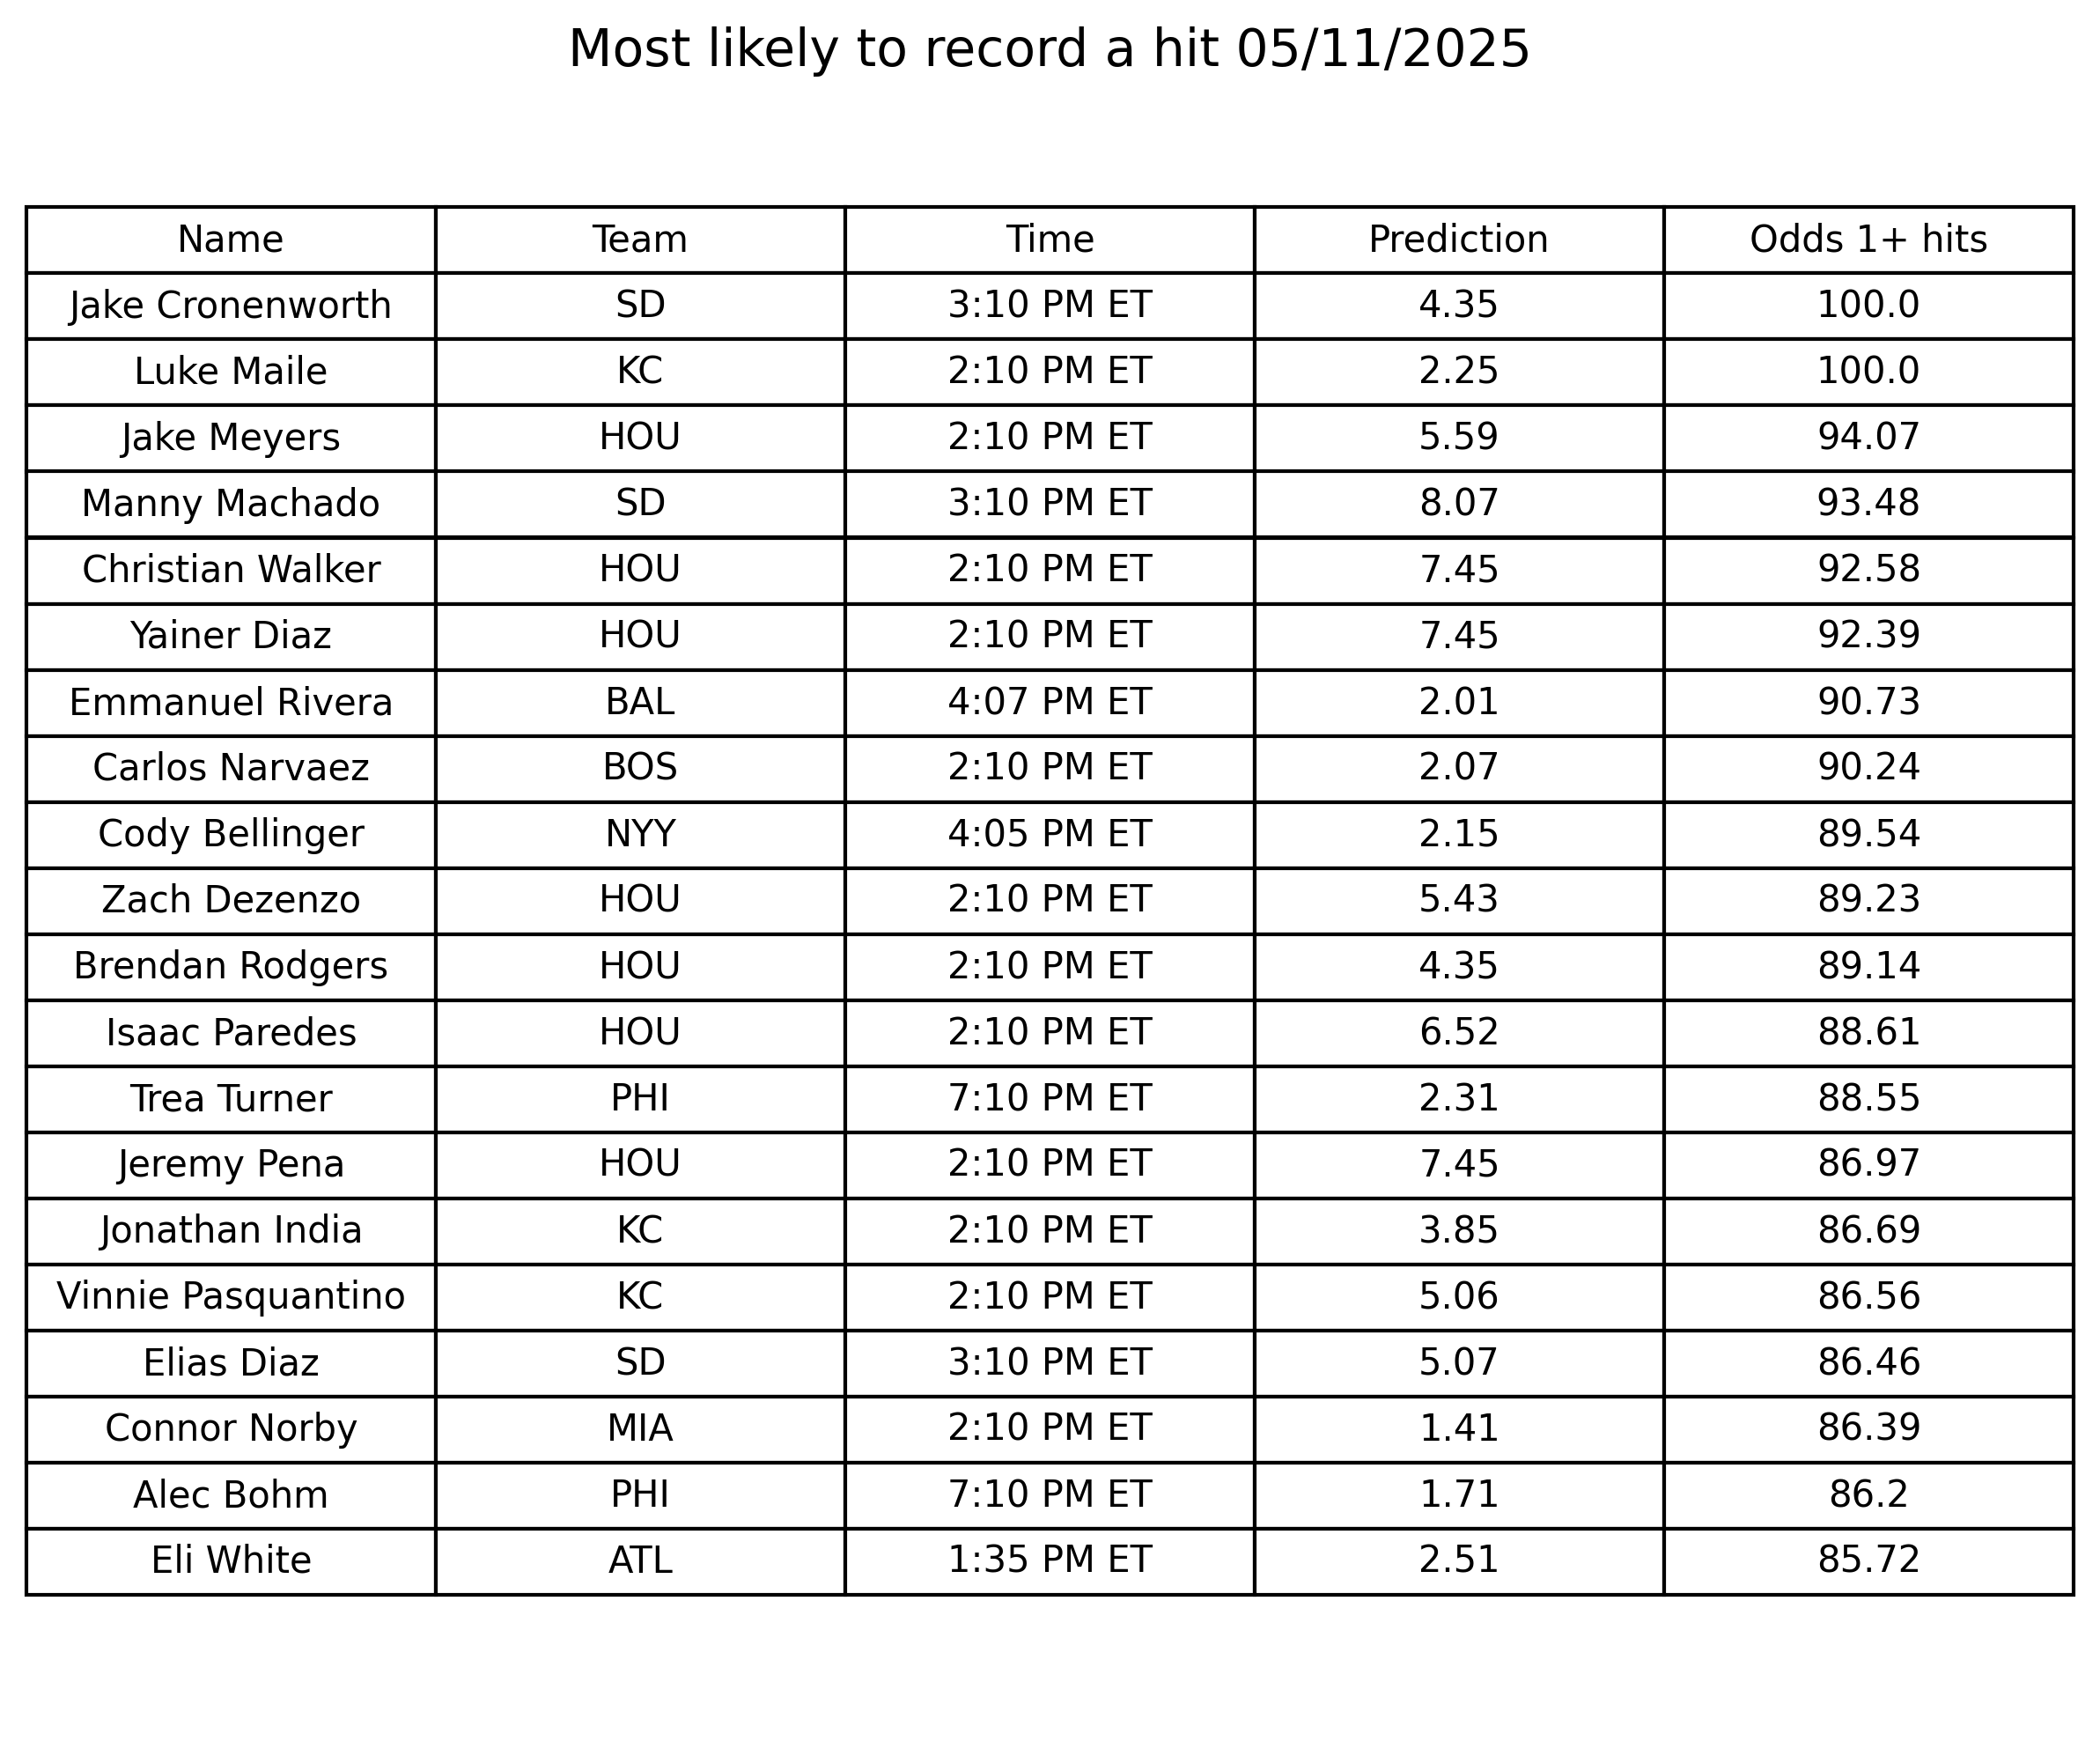 Most likely to record a hit 05/11/2025
Name Team Time Prediction Odds 1+ hits
Jake Cronenworth SD 3:10 PM ET 4.35 100.0
Luke Maile KC 2:10 PM ET 2.25 100.0
Jake Meyers HOU 2:10 PM ET 5.59 94.07
Manny Machado SD 3:10 PM ET 8.07 93.48
Christian Walker HOU 2:10 PM ET 7.45 92.58
Yainer Diaz HOU 2:10 PM ET 7.45 92.39
Emmanuel Rivera BAL 4:07 PM ET 2.01 90.73
Carlos Narvaez BOS 2:10 PM ET 2.07 90.24
Cody Bellinger NYY 4:05 PM ET 2.15 89.54
Zach Dezenzo HOU 2:10 PM ET 5.43 89.23
Brendan Rodgers HOU 2:10 PM ET 4.35 89.14
Isaac Paredes HOU 2:10 PM ET 6.52 88.61
Trea Turner PHI 7:10 PM ET 2.31 88.55
Jeremy Pena HOU 2:10 PM ET 7.45 86.97
Jonathan India KC 2:10 PM ET 3.85 86.69
Vinnie Pasquantino KC 2:10 PM ET 5.06 86.56
Elias Diaz SD 3:10 PM ET 5.07 86.46
Connor Norby MIA 2:10 PM ET 1.41 86.39
Alec Bohm PHI 7:10 PM ET 1.71 86.2
Eli White ATL 1:35 PM ET 2.51 85.72